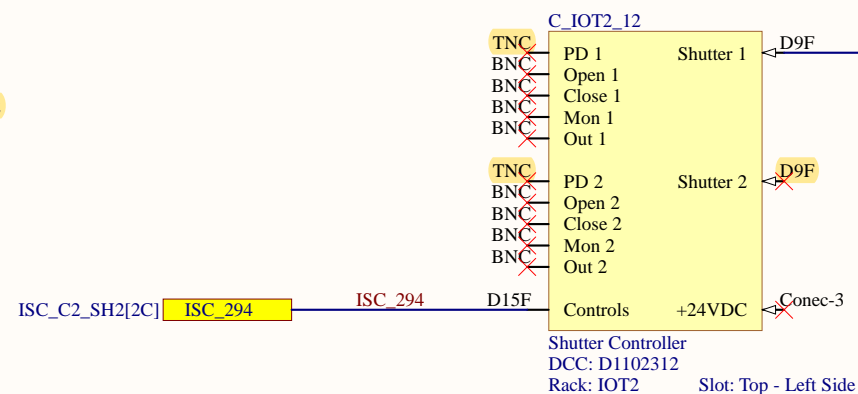 C_IOT2_12
TNC PD 1 Shutter 1 D9F
BNC Open 1
BNC Close 1
BNC Mon 1
BNC Out 1
TNC PD 2 Shutter 2 D9F
BNC Open 2
BNC Close 2
BNC Mon 2
BNC Out 2
ISC_C2_SH2[2C] ISC_294 ISC_294 D15F Controls +24VDC Conec-3
Shutter Controller
DCC: D1102312
Rack: IOT2 Slot: Top - Left Side